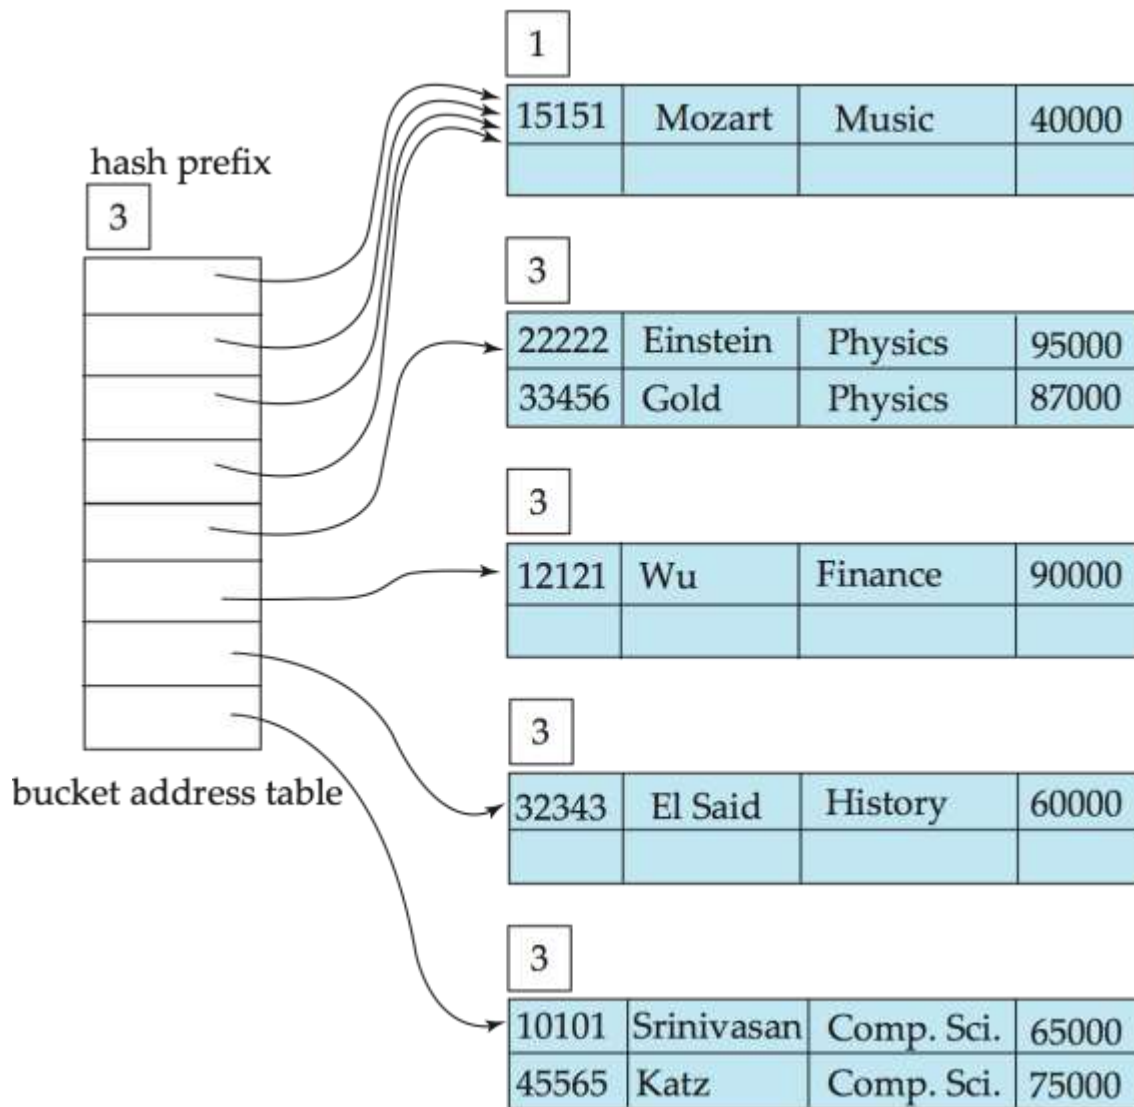 1
15151 Mozart Music 40000
hash prefix
3
3
22222 Einstein Physics 95000
33456 Gold Physics 87000
3
12121 Wu Finance 90000
bucket address table
3
32343 El Said History 60000
3
10101 Srinivasan Comp. Sci. 65000
45565 Katz Comp. Sci. 75000